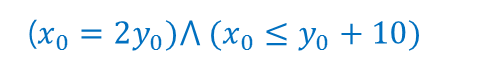 (x₀ = 2y₀)⋀ (x₀ ≤ y₀ + 10)